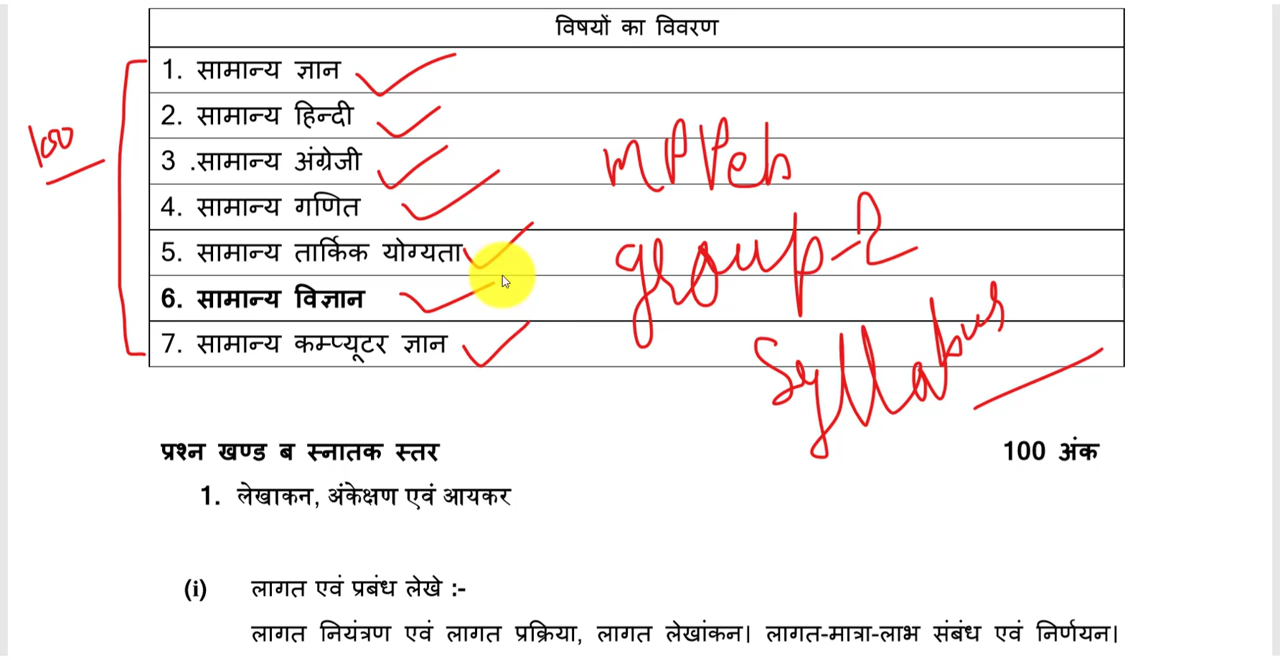 विषयों का विवरण
1. सामान्य ज्ञान
2. सामान्य हिन्दी
100
3 .सामान्य अंग्रेजी
MPPeb
4. सामान्य गणित
5. सामान्य तार्किक योग्यता
group-2
6. सामान्य विज्ञान
7. सामान्य कम्प्यूटर ज्ञान
Syllabus
प्रश्न खण्ड ब स्नातक स्तर 100 अंक
1. लेखाकन, अंकेक्षण एवं आयकर
(i) लागत एवं प्रबंध लेखे :-
लागत नियंत्रण एवं लागत प्रक्रिया, लागत लेखांकन। लागत-मात्रा-लाभ संबंध एवं निर्णयन।